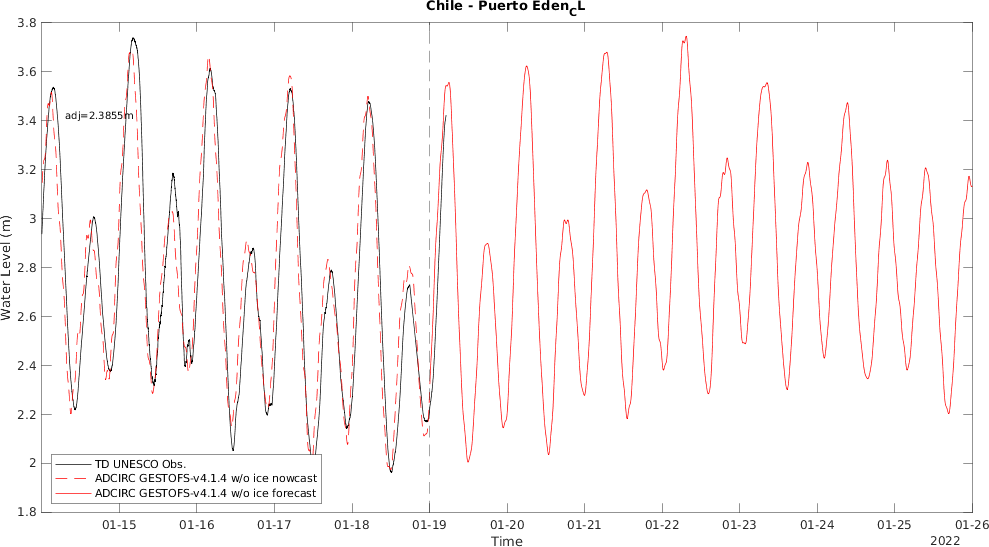 Chile - Puerto Eden_CL
3.8
3.6
3.4
3.2
3
2.8
2.6
2.4
2.2
2
1.8
Water Level (m)
adj=2.3855m
TD UNESCO Obs.
ADCIRC GESTOFS-v4.1.4 w/o ice nowcast
ADCIRC GESTOFS-v4.1.4 w/o ice forecast
01-15 01-16 01-17 01-18 01-19 01-20 01-21 01-22 01-23 01-24 01-25 01-26
Time
2022